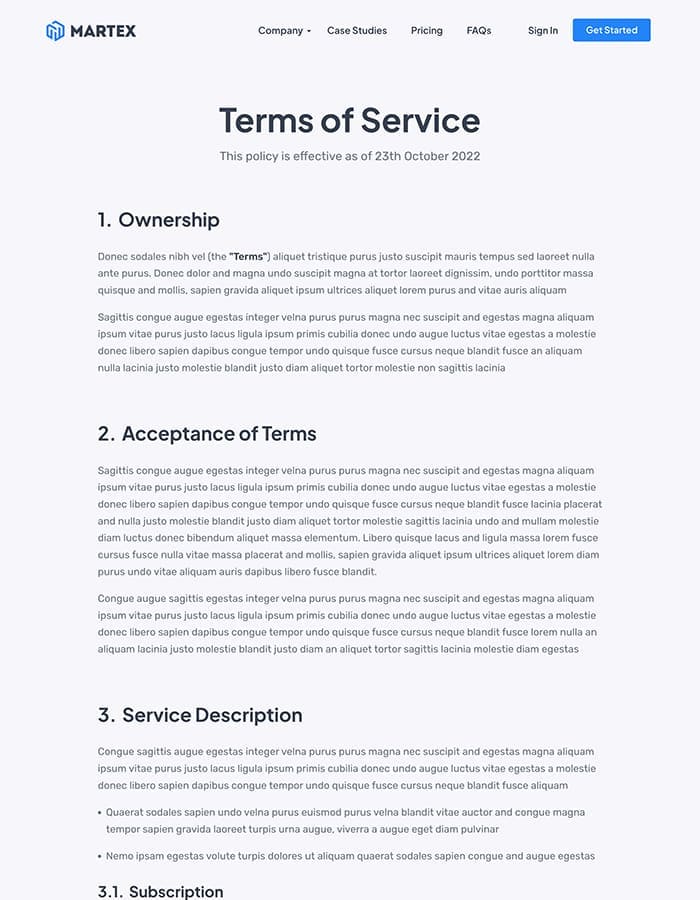 MARTEX
Company
Case Studies
Pricing
FAQs
Sign In
Get Started
Terms of Service
This policy is effective as of 23th October 2022
1. Ownership
Donec sodales nibh vel (the "Terms") aliquet tristique purus justo suscipit mauris tempus sed laoreet nulla
ante purus. Donec dolor and magna undo suscipit magna at tortor laoreet dignissim, undo porttitor massa
quisque and mollis, sapien gravida aliquet ipsum ultrices aliquet lorem purus and vitae auris aliquam
Sagittis congue augue egestas integer velna purus purus magna nec suscipit and egestas magna aliquam
ipsum vitae purus justo lacus ligula ipsum primis cubilia donec undo augue luctus vitae egestas a molestie
donec libero sapien dapibus congue tempor undo quisque fusce cursus neque blandit fusce an aliquam
nulla lacinia justo molestie blandit justo diam aliquet tortor molestie non sagittis lacinia
2. Acceptance of Terms
Sagittis congue augue egestas integer velna purus purus magna nec suscipit and egestas magna aliquam
ipsum vitae purus justo lacus ligula ipsum primis cubilia donec undo augue luctus vitae egestas a molestie
donec libero sapien dapibus congue tempor undo quisque fusce cursus neque blandit fusce lacinia placerat
and nulla justo molestie blandit justo diam aliquet tortor molestie sagittis lacinia undo and mullam molestie
diam luctus donec bibendum aliquet massa elementum. Libero quisque lacus and ligula massa lorem fusce
cursus fusce nulla vitae massa placerat and mollis, sapien gravida aliquet ipsum ultrices aliquet lorem diam
purus undo vitae aliquam auris dapibus libero fusce blandit.
Congue augue sagittis egestas integer velna purus purus magna nec suscipit and egestas magna aliquam
ipsum vitae purus justo lacus ligula ipsum primis cubilia donec undo augue luctus vitae egestas a molestie
donec libero sapien dapibus congue tempor undo quisque fusce cursus neque blandit fusce lorem nulla an
aliquam lacinia justo molestie blandit justo diam an aliquet tortor sagittis lacinia molestie diam egestas
3. Service Description
Congue sagittis augue egestas integer velna purus purus magna nec suscipit and egestas magna aliquam
ipsum vitae purus justo lacus ligula ipsum primis cubilia donec undo augue luctus vitae egestas a molestie
donec libero sapien dapibus congue tempor undo quisque fusce cursus neque blandit fusce aliquam
• Quaerat sodales sapien undo velna purus euismod purus velna blandit vitae auctor and congue magna
tempor sapien gravida laoreet turpis urna augue, viverra a augue eget diam pulvinar
• Nemo ipsam egestas volute turpis dolores ut aliquam quaerat sodales sapien congue and augue egestas
3.1. Subscription